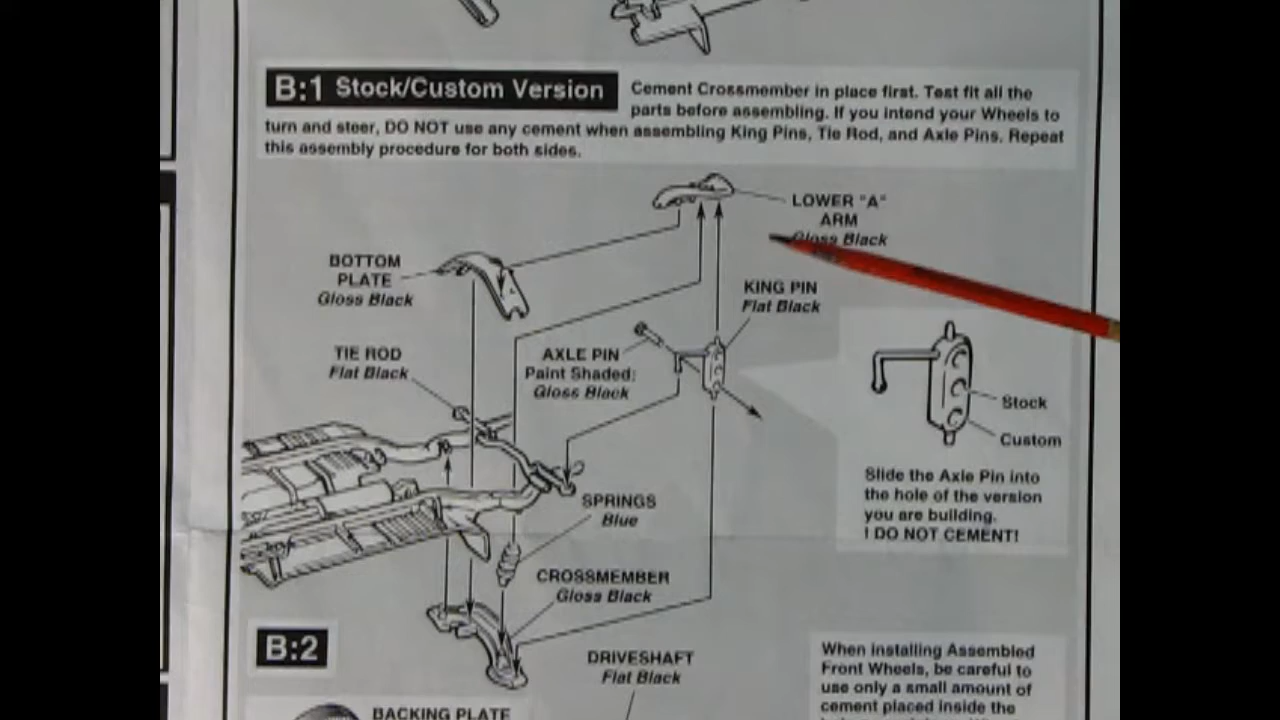 B:1 Stock/Custom Version
Cement Crossmember in place first. Test fit all the
parts before assembling. If you intend your Wheels to
turn and steer, DO NOT use any cement when assembling King Pins, Tie Rod, and Axle Pins. Repeat
this assembly procedure for both sides.
LOWER "A"
ARM
Gloss Black
BOTTOM
PLATE
Gloss Black
KING PIN
Flat Black
TIE ROD
Flat Black
AXLE PIN
Paint Shaded:
Gloss Black
Stock
Custom
Slide the Axle Pin into
the hole of the version
you are building.
! DO NOT CEMENT!
SPRINGS
Blue
CROSSMEMBER
Gloss Black
B:2
DRIVESHAFT
Flat Black
When installing Assembled
Front Wheels, be careful to
use only a small amount of
cement placed inside the
BACKING PLATE